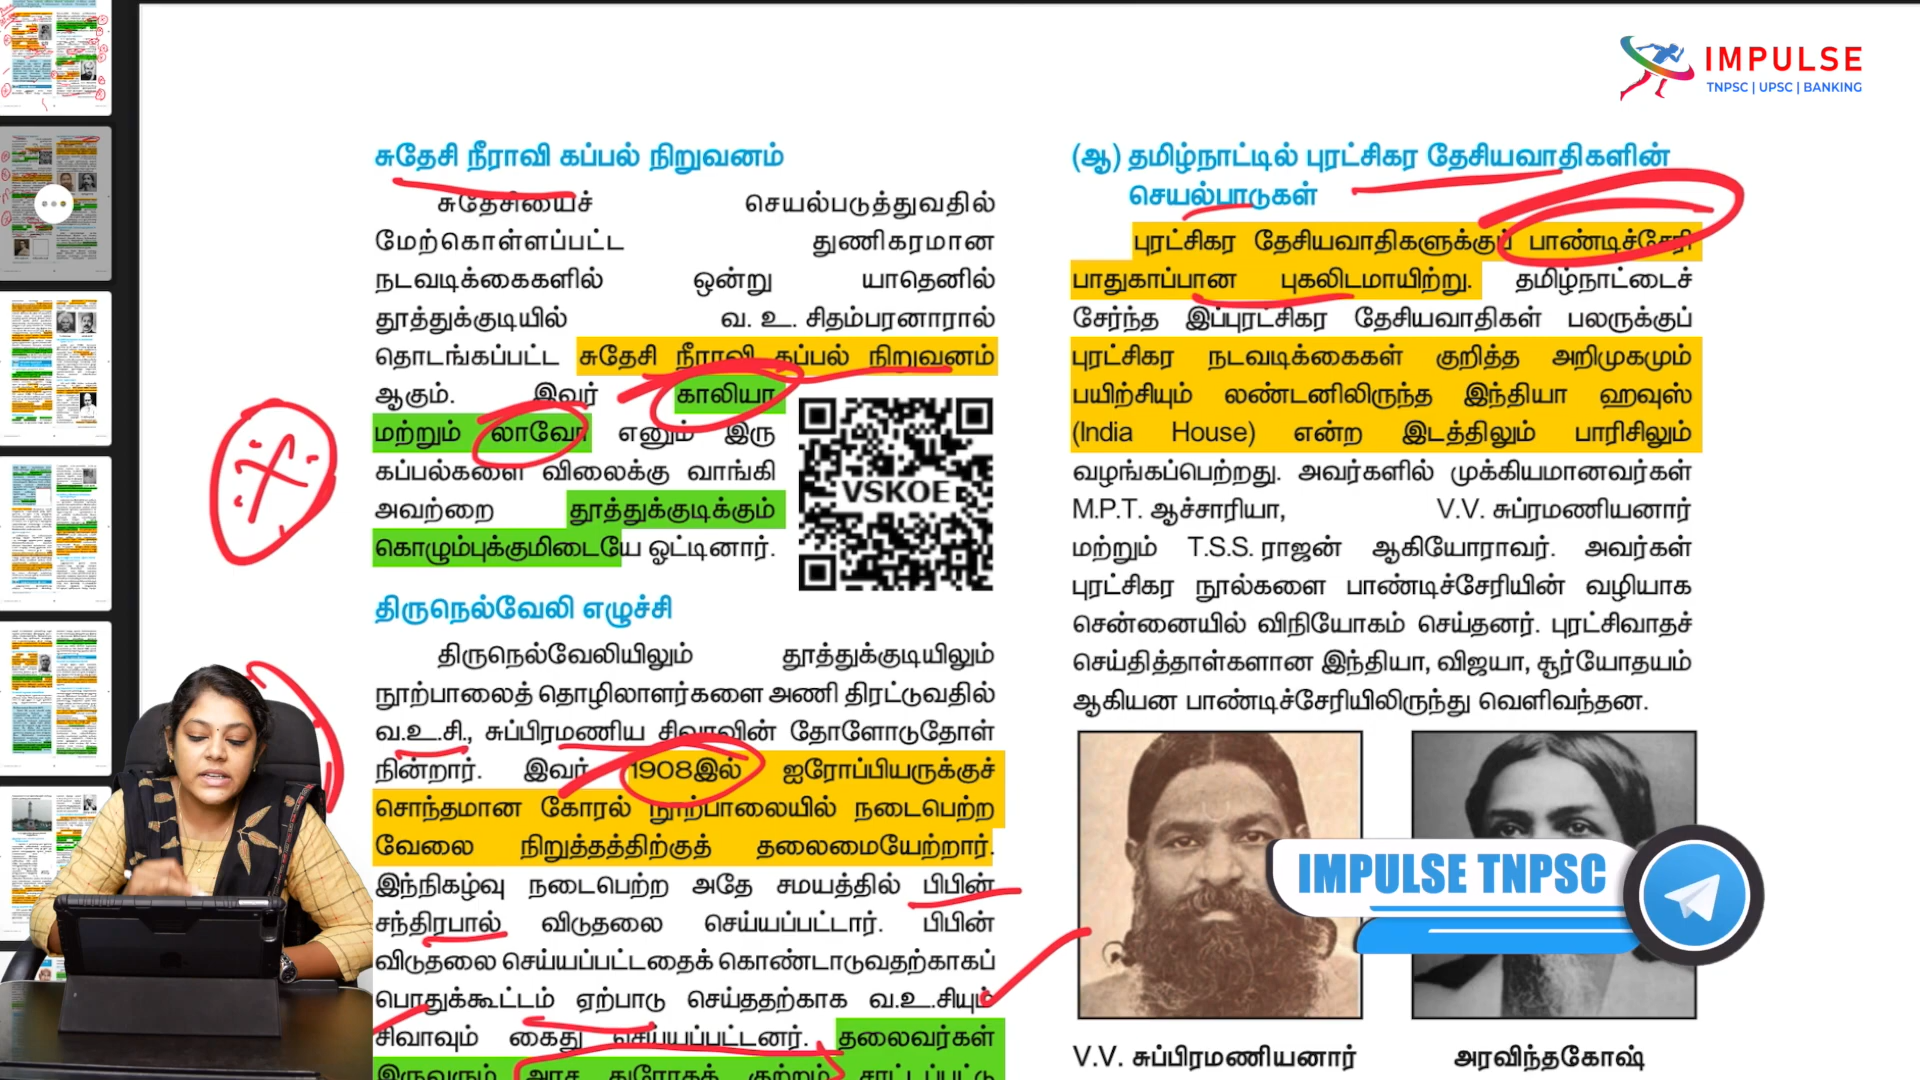 IMPULSE
TNPSC | UPSC | BANKING
சுதேசி நீராவி கப்பல் நிறுவனம்
சுதேசியைச் செயல்படுத்துவதில்
மேற்கொள்ளப்பட்ட துணிகரமான
நடவடிக்கைகளில் ஒன்று யாதெனில்
தூத்துக்குடியில் வ. உ. சிதம்பரனாரால்
தொடங்கப்பட்ட சுதேசி நீராவி கப்பல் நிறுவனம்
ஆகும். இவர் காலியா
மற்றும் லாவோ எனும் இரு
கப்பல்களை விலைக்கு வாங்கி
அவற்றை தூத்துக்குடிக்கும்
கொழும்புக்குமிடையே ஓட்டினார்.
VSKOE
திருநெல்வேலி எழுச்சி
திருநெல்வேலியிலும் தூத்துக்குடியிலும்
நூற்பாலைத் தொழிலாளர்களை அணி திரட்டுவதில்
வ.உ.சி., சுப்பிரமணிய சிவாவின் தோளோடுதோள்
நின்றார். இவர் 1908இல் ஐரோப்பியருக்குச்
சொந்தமான கோரல் நூற்பாலையில் நடைபெற்ற
வேலை நிறுத்தத்திற்குத் தலைமையேற்றார்.
இந்நிகழ்வு நடைபெற்ற அதே சமயத்தில் பிபின்
சந்திரபால் விடுதலை செய்யப்பட்டார். பிபின்
விடுதலை செய்யப்பட்டதைக் கொண்டாடுவதற்காகப்
பொதுக்கூட்டம் ஏற்பாடு செய்ததற்காக வ.உ.சியும்
சிவாவும் கைது செய்யப்பட்டனர். தலைவர்கள்
இருவரும் அரச துரோகக் குற்றம் சாட்டப்பட்டு
(ஆ) தமிழ்நாட்டில் புரட்சிகர தேசியவாதிகளின்
செயல்பாடுகள்
புரட்சிகர தேசியவாதிகளுக்குப் பாண்டிச்சேரி
பாதுகாப்பான புகலிடமாயிற்று. தமிழ்நாட்டைச்
சேர்ந்த இப்புரட்சிகர தேசியவாதிகள் பலருக்குப்
புரட்சிகர நடவடிக்கைகள் குறித்த அறிமுகமும்
பயிற்சியும் லண்டனிலிருந்த இந்தியா ஹவுஸ்
(India House) என்ற இடத்திலும் பாரிசிலும்
வழங்கப்பெற்றது. அவர்களில் முக்கியமானவர்கள்
M.P.T. ஆச்சாரியா, V.V. சுப்ரமணியனார்
மற்றும் T.S.S. ராஜன் ஆகியோராவர். அவர்கள்
புரட்சிகர நூல்களை பாண்டிச்சேரியின் வழியாக
சென்னையில் விநியோகம் செய்தனர். புரட்சிவாதச்
செய்தித்தாள்களான இந்தியா, விஜயா, சூர்யோதயம்
ஆகியன பாண்டிச்சேரியிலிருந்து வெளிவந்தன.
IMPULSE TNPSC
V.V. சுப்பிரமணியனார்
அரவிந்தகோஷ்